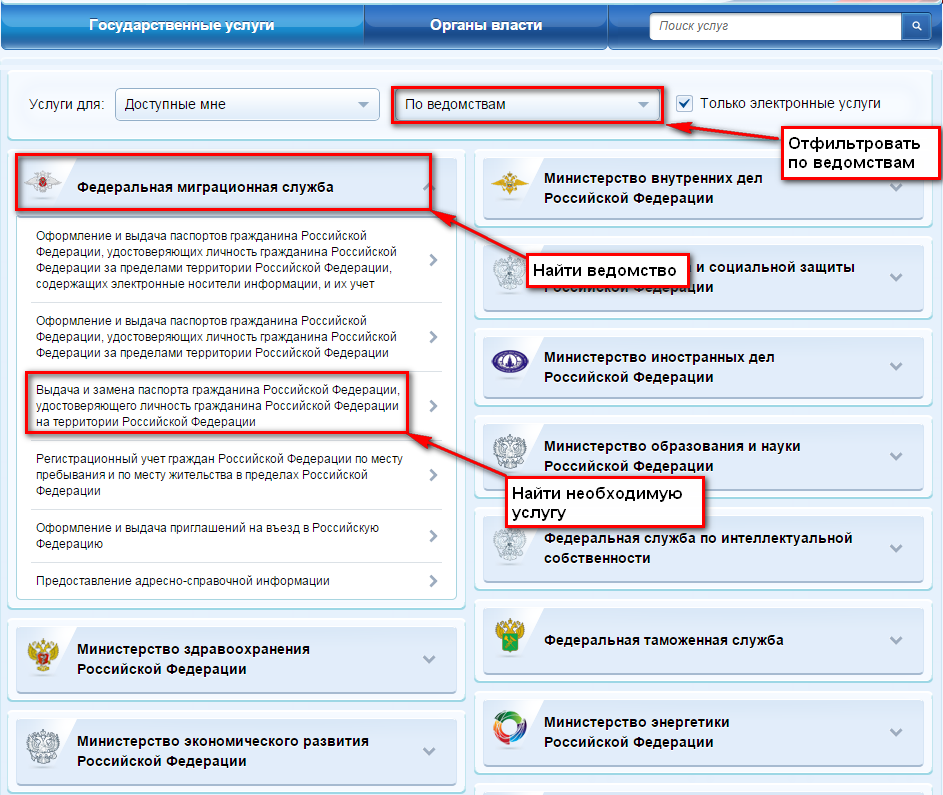 Государственные услуги
Органы власти
Поиск услуг
Услуги для:
Доступные мне
По ведомствам
Только электронные услуги
Отфильтровать
по ведомствам
Федеральная миграционная служба
Оформление и выдача паспортов гражданина Российской
Федерации, удостоверяющих личность гражданина Российской
Федерации за пределами территории Российской Федерации,
содержащих электронные носители информации, и их учет
Оформление и выдача паспортов гражданина Российской
Федерации, удостоверяющих личность гражданина Российской
Федерации за пределами территории Российской Федерации
Выдача и замена паспорта гражданина Российской Федерации,
удостоверяющего личность гражданина Российской Федерации
на территории Российской Федерации
Регистрационный учет граждан Российской Федерации по месту
пребывания и по месту жительства в пределах Российской
Федерации
Оформление и выдача приглашений на въезд в Российскую
Федерацию
Предоставление адресно-справочной информации
Министерство здравоохранения
Российской Федерации
Министерство экономического развития
Российской Федерации
Министерство внутренних дел
Российской Федерации
Найти ведомство
и социальной защиты
Российской Федерации
Министерство иностранных дел
Российской Федерации
Министерство образования и науки
Российской Федерации
Найти необходимую
услугу
Федеральная служба по интеллектуальной
собственности
Федеральная таможенная служба
Министерство энергетики
Российской Федерации